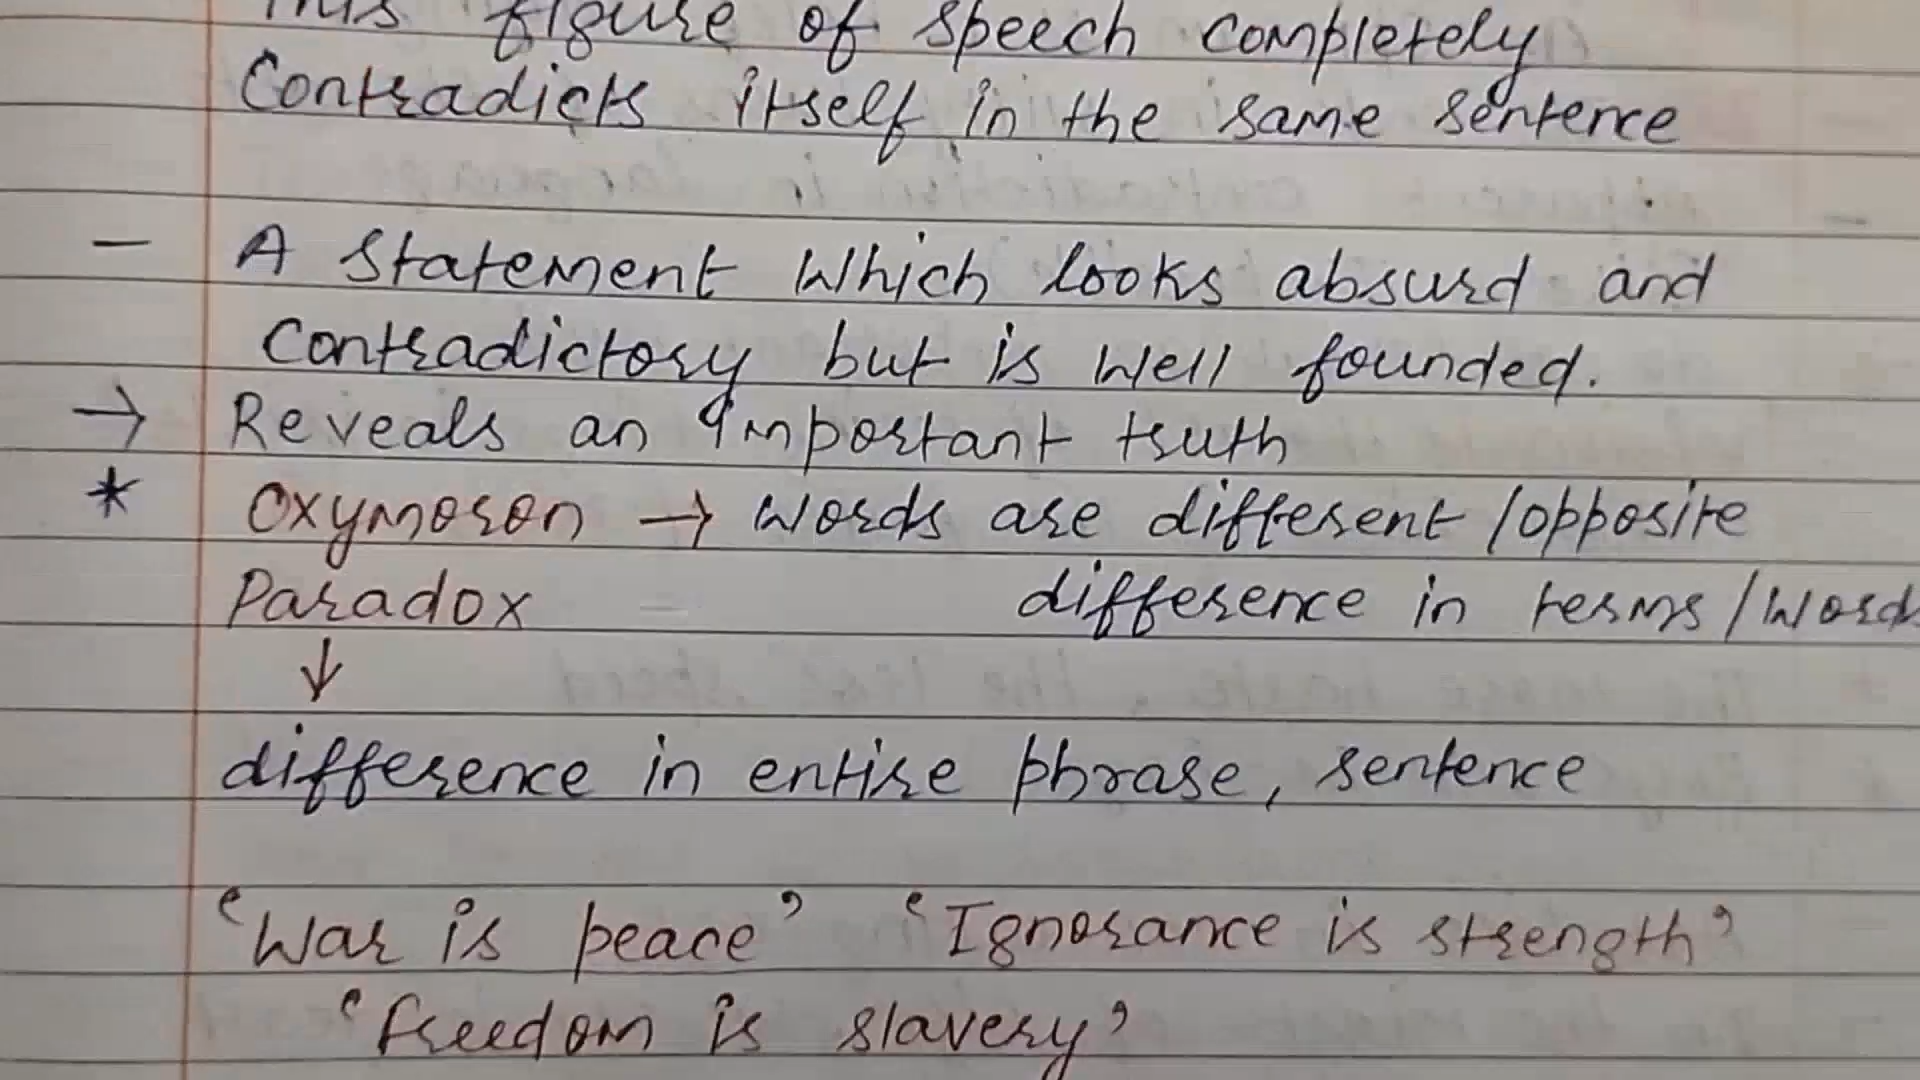 This figure of speech completely
Contradicts itself in the same sentence
- A statement which looks absurd and
Contradictory but is well founded.
→ Reveals an important truth
* Oxymoron → words are different /opposite
Paradox difference in terms / words
↓
difference in entire phrase, sentence
'War is peace' 'Ignorance is strength'
'freedom is slavery'